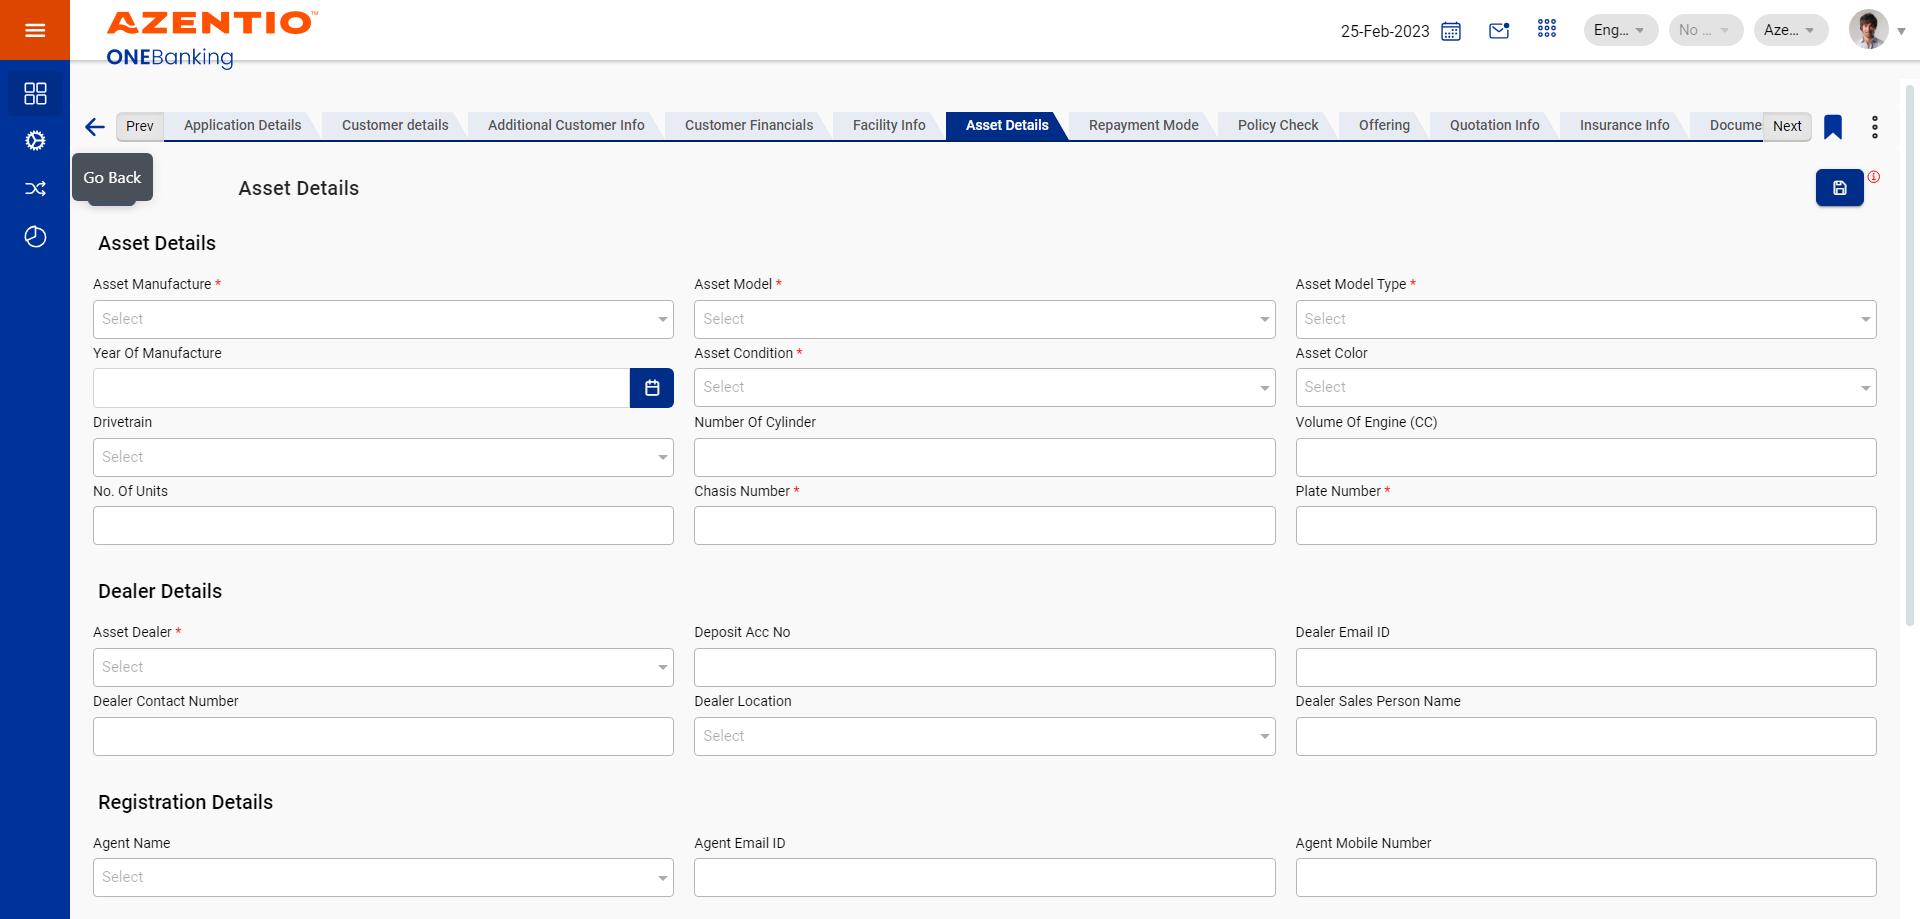 AZENTIO™
ONEBanking
25-Feb-2023
Eng...
No ...
Aze...
Prev
Application Details
Customer details
Additional Customer Info
Customer Financials
Facility Info
Asset Details
Repayment Mode
Policy Check
Offering
Quotation Info
Insurance Info
Docume
Next
Go Back
Asset Details
Asset Details
Asset Manufacture *
Asset Model *
Asset Model Type *
Select
Select
Select
Year Of Manufacture
Asset Condition *
Asset Color
Select
Select
Drivetrain
Number Of Cylinder
Volume Of Engine (CC)
Select
No. Of Units
Chasis Number *
Plate Number *
Dealer Details
Asset Dealer *
Deposit Acc No
Dealer Email ID
Select
Dealer Contact Number
Dealer Location
Dealer Sales Person Name
Select
Registration Details
Agent Name
Agent Email ID
Agent Mobile Number
Select